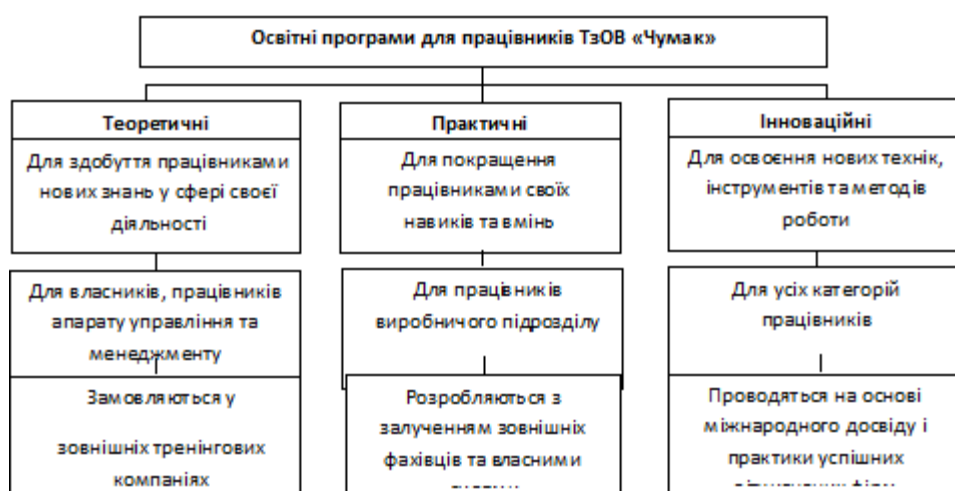 Освітні програми для працівників ТзОВ «Чумак»
Теоретичні
Для здобуття працівниками
нових знань у сфері своєї
діяльності
Для власників, працівників
апарату управління та
менеджменту
Замовляються у
зовнішніх тренінгових
компаніях
Практичні
Для покращення
працівниками своїх
навиків та вмінь
Для працівників
виробничого підрозділу
Розробляються з
залученням зовнішніх
фахівців та власними
Інноваційні
Для освоєння нових технік,
інструментів та методів
роботи
Для усіх категорій
працівників
Проводяться на основі
міжнародного досвіду і
практики успішних